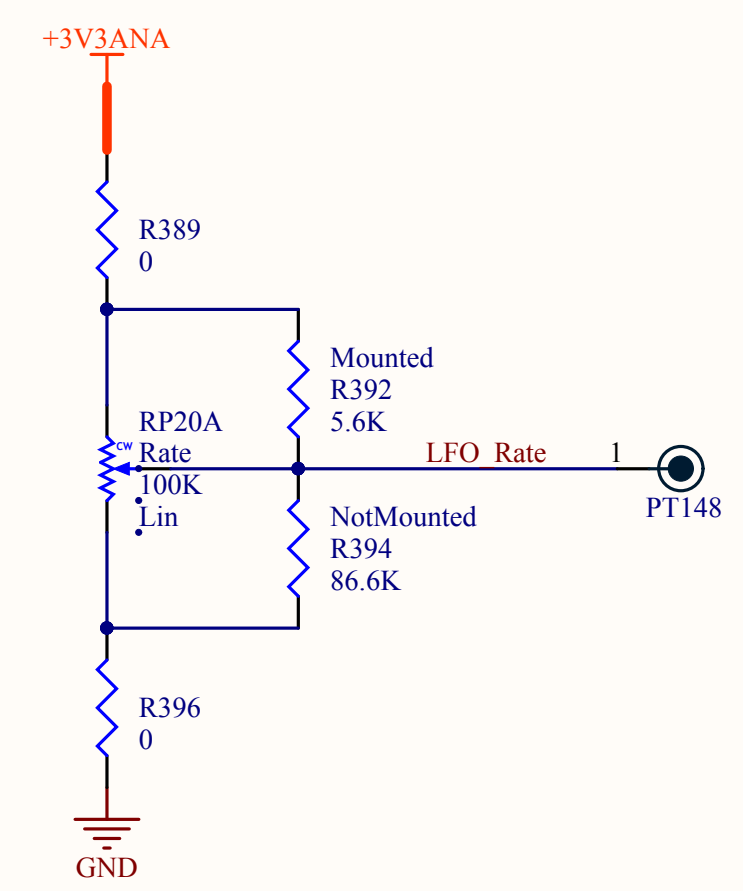 +3V3ANA
R389
0
Mounted
R392
5.6K
RP20A
CW
Rate
100K
Lin
LFO_Rate
1
PT148
NotMounted
R394
86.6K
R396
0
GND